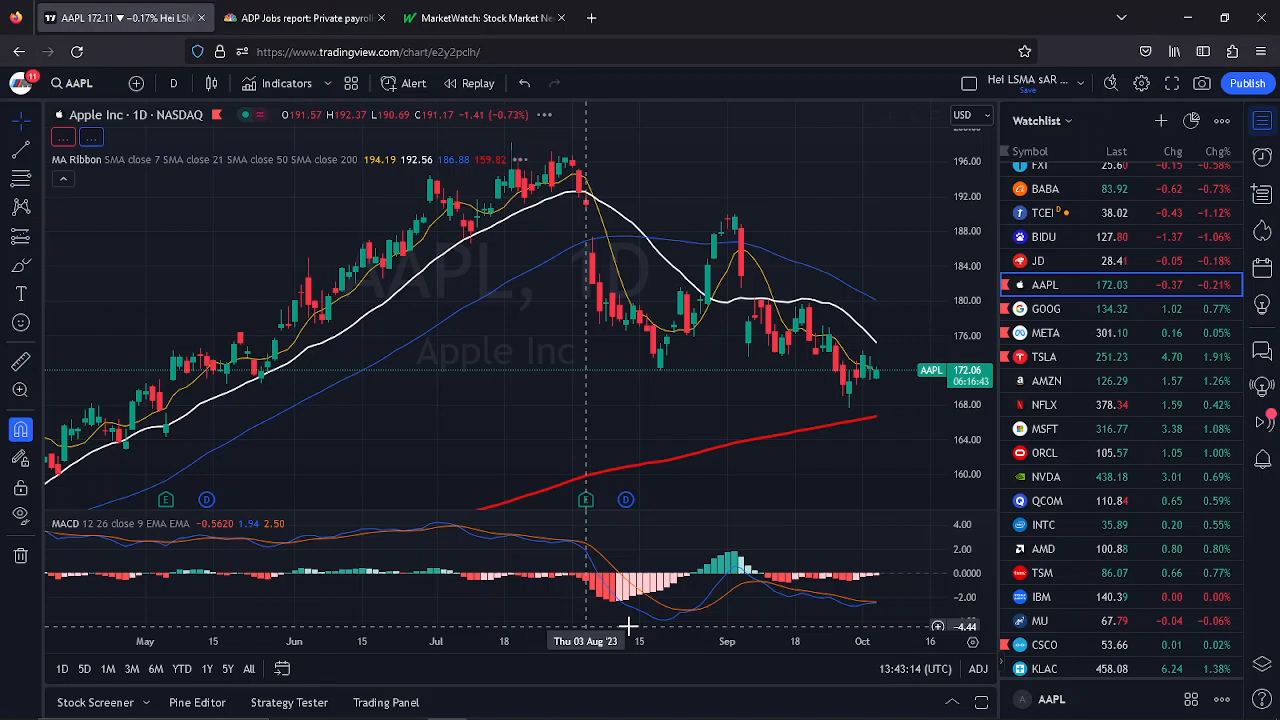 AAPL 172.11 ▼ −0.17% Hei LSM
ADP Jobs report: Private payroll
MarketWatch: Stock Market Ne
https://www.tradingview.com/chart/e2y2pclh/
11
AAPL
D
Indicators
Alert
Replay
Hei LSMA sAR ...
Save
Publish
Apple Inc · 1D · NASDAQ
O191.57 H192.37 L190.69 C191.17 −1.41 (−0.73%)
USD
MA Ribbon SMA close 7 SMA close 21 SMA close 50 SMA close 200 194.19 192.56 186.88 159.82
AAPL, 1D
Apple Inc
196.00
192.00
188.00
184.00
180.00
176.00
AAPL 172.06
06:16:43
168.00
164.00
160.00
E
D
E
D
MACD 12 26 close 9 EMA EMA −0.5620 1.94 2.50
4.00
2.00
0.0000
−2.00
−4.44
May 15 Jun 15 Jul 18 Thu 03 Aug '23 15 Sep 18 Oct 16
1D 5D 1M 3M 6M YTD 1Y 5Y All
13:43:14 (UTC)
ADJ
Stock Screener
Pine Editor
Strategy Tester
Trading Panel
Watchlist
Symbol Last Chg Chg%
FXI 25.60 −0.15 −0.58%
BABA 83.92 −0.62 −0.73%
TCEI D 38.02 −0.43 −1.12%
BIDU 127.80 −1.37 −1.06%
JD 28.41 −0.05 −0.18%
AAPL 172.03 −0.37 −0.21%
GOOG 134.32 1.02 0.77%
META 301.10 0.16 0.05%
TSLA 251.23 4.70 1.91%
AMZN 126.29 1.57 1.26%
NFLX 378.34 1.59 0.42%
MSFT 316.77 3.38 1.08%
ORCL 105.57 1.05 1.00%
NVDA 438.18 3.01 0.69%
QCOM 110.84 0.65 0.59%
INTC 35.89 0.20 0.55%
AMD 100.88 0.80 0.80%
TSM 86.07 0.66 0.77%
IBM 140.39 0.00 0.00%
MU 67.79 −0.04 −0.06%
CSCO 53.66 0.01 0.02%
KLAC 458.08 6.24 1.38%
A AAPL